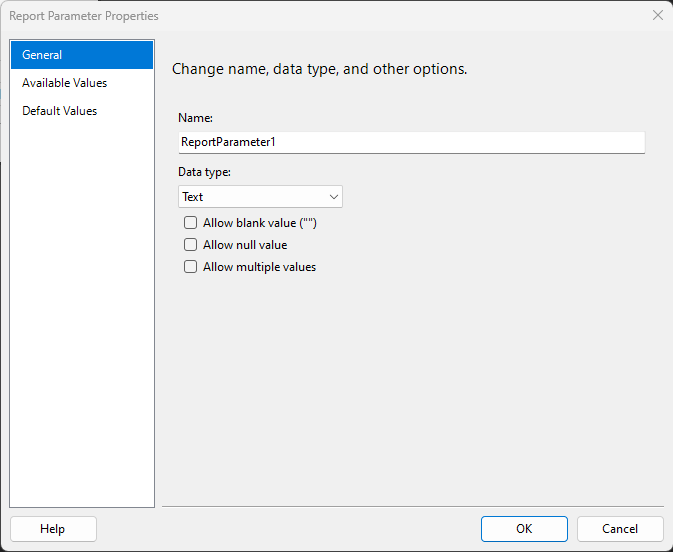 Report Parameter Properties
General
Available Values
Default Values
Change name, data type, and other options.
Name:
ReportParameter1
Data type:
Text
Allow blank value ("")
Allow null value
Allow multiple values
Help
OK
Cancel